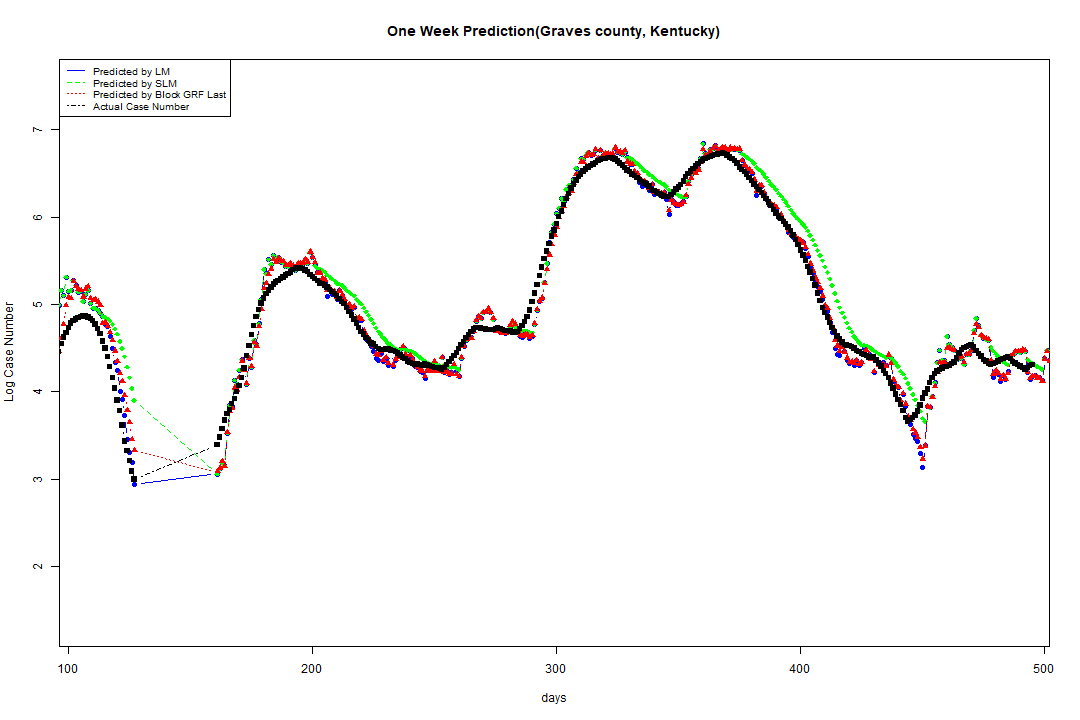 One Week Prediction(Graves county, Kentucky)
Predicted by LM
Predicted by SLM
Predicted by Block GRF Last
Actual Case Number
7
6
5
4
3
2
Log Case Number
100 200 300 400 500
days